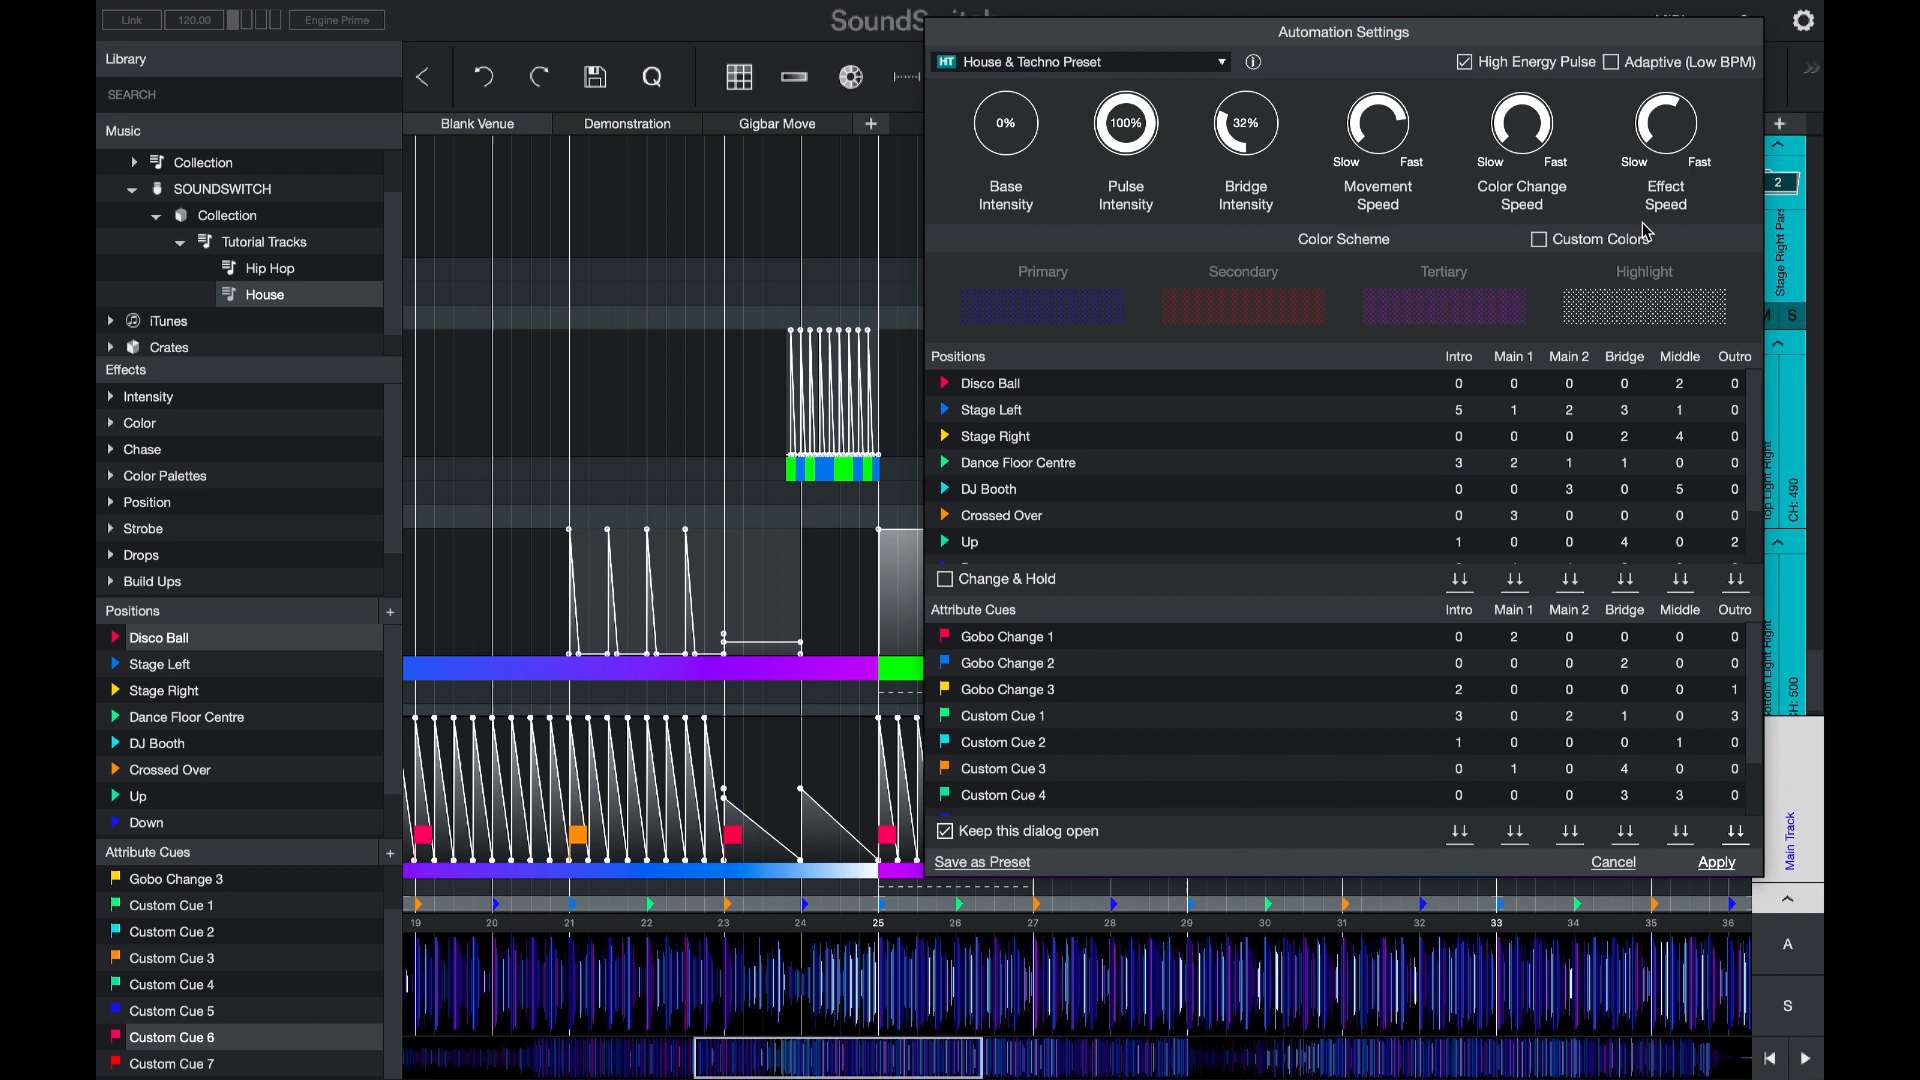 Link 120.00 Engine Prime
SoundSwitch
Automation Settings
Library
SEARCH
Music
Collection
SOUNDSWITCH
Collection
Tutorial Tracks
Hip Hop
House
iTunes
Crates
Effects
Intensity
Color
Chase
Color Palettes
Position
Strobe
Drops
Build Ups
Positions +
Disco Ball
Stage Left
Stage Right
Dance Floor Centre
DJ Booth
Crossed Over
Up
Down
Attribute Cues +
Gobo Change 3
Custom Cue 1
Custom Cue 2
Custom Cue 3
Custom Cue 4
Custom Cue 5
Custom Cue 6
Custom Cue 7
Q
Blank Venue Demonstration Gigbar Move +
HT House & Techno Preset High Energy Pulse Adaptive (Low BPM)
0% 100% 32%
Slow Fast Slow Fast Slow Fast
Base Intensity Pulse Intensity Bridge Intensity Movement Speed Color Change Speed Effect Speed
Color Scheme Custom Colors
Primary Secondary Tertiary Highlight
Positions Intro Main 1 Main 2 Bridge Middle Outro
Disco Ball 0 0 0 0 2 0
Stage Left 5 1 2 3 1 0
Stage Right 0 0 0 2 4 0
Dance Floor Centre 3 2 1 1 0 0
DJ Booth 0 0 3 0 5 0
Crossed Over 0 3 0 0 0 0
Up 1 0 0 4 0 2
Change & Hold
Attribute Cues Intro Main 1 Main 2 Bridge Middle Outro
Gobo Change 1 0 2 0 0 0 0
Gobo Change 2 0 0 0 2 0 0
Gobo Change 3 2 0 0 0 0 1
Custom Cue 1 3 0 2 1 0 3
Custom Cue 2 1 0 0 0 1 0
Custom Cue 3 0 1 0 4 0 0
Custom Cue 4 0 0 0 3 3 0
Keep this dialog open
Save as Preset Cancel Apply
+
2
Stage Right Pars
M S
Top Light Right
CH: 490
Bottom Light Right
CH: 500
Main Track
19 20 21 22 23 24 25 26 27 28 29 30 31 32 33 34 35 36
A
S